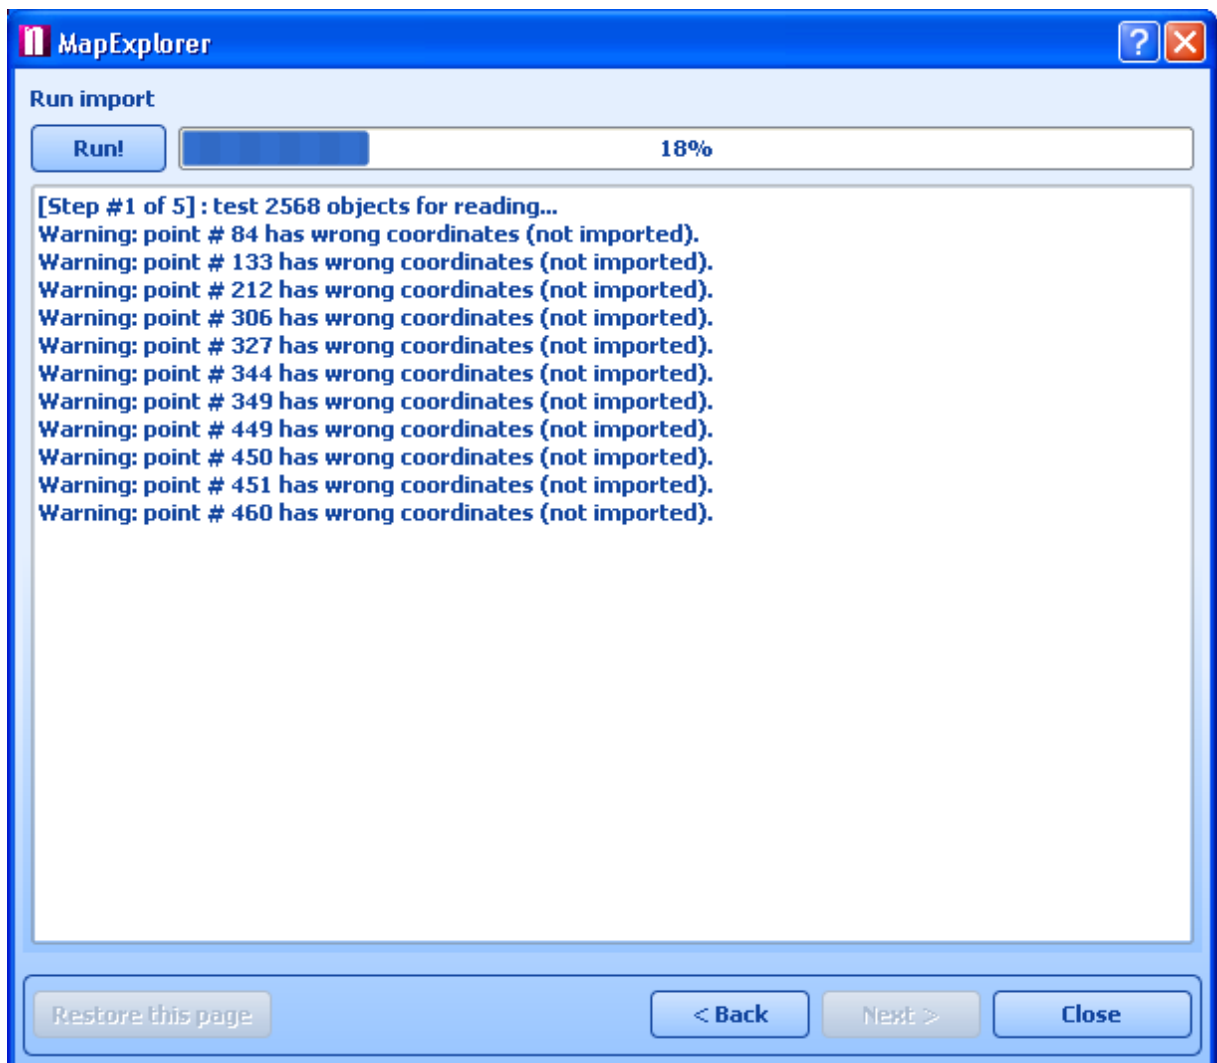 MapExplorer
Run import
Run! 18%
[Step #1 of 5] : test 2568 objects for reading...
Warning: point # 84 has wrong coordinates (not imported).
Warning: point # 133 has wrong coordinates (not imported).
Warning: point # 212 has wrong coordinates (not imported).
Warning: point # 306 has wrong coordinates (not imported).
Warning: point # 327 has wrong coordinates (not imported).
Warning: point # 344 has wrong coordinates (not imported).
Warning: point # 349 has wrong coordinates (not imported).
Warning: point # 449 has wrong coordinates (not imported).
Warning: point # 450 has wrong coordinates (not imported).
Warning: point # 451 has wrong coordinates (not imported).
Warning: point # 460 has wrong coordinates (not imported).
Restore this page < Back Next > Close